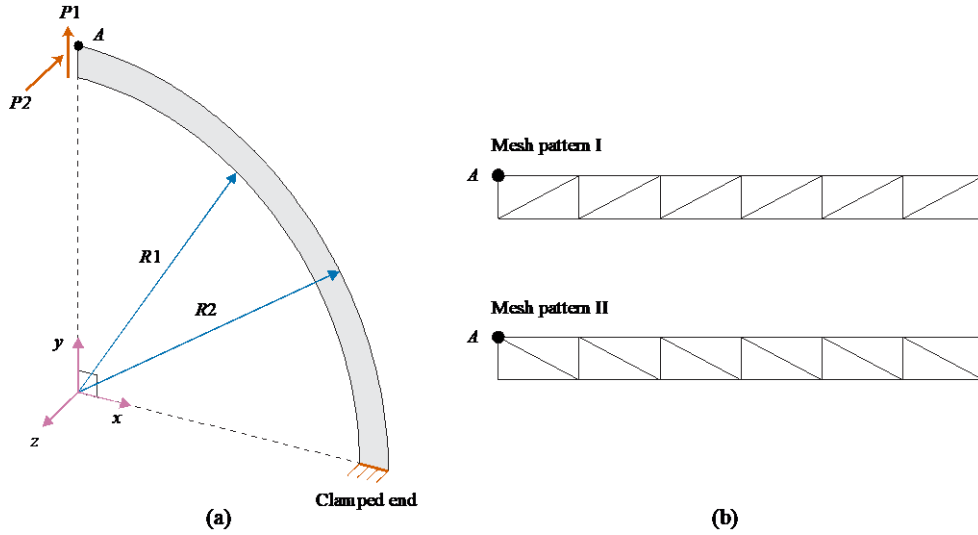 P1
A
P2
R1
R2
y
x
z
Clamped end
(a)
Mesh pattern I
A
Mesh pattern II
A
(b)